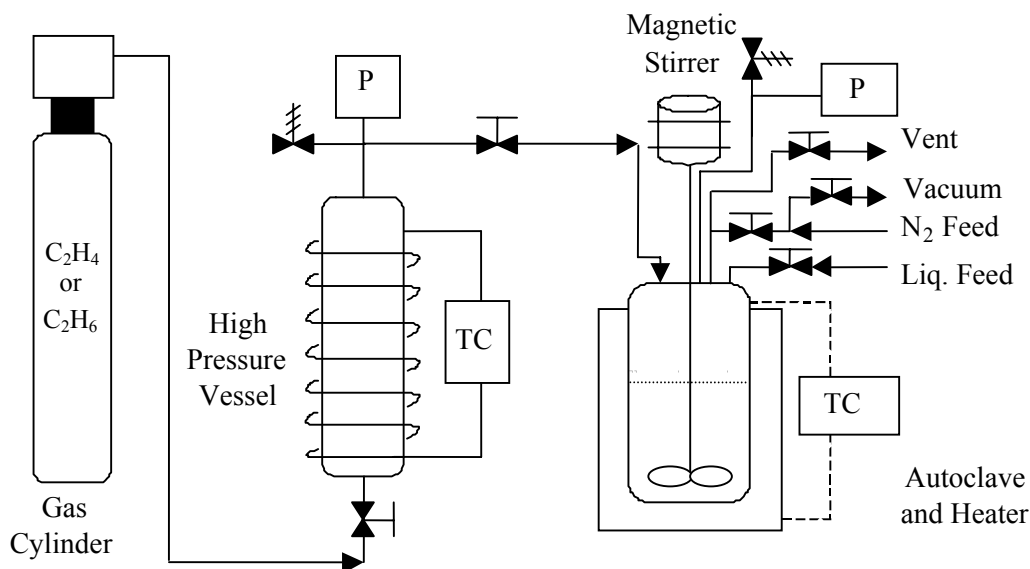 Magnetic
Stirrer
P
P
Vent
Vacuum
N₂ Feed
Liq. Feed
C₂H₄
or
C₂H₆
High
Pressure
Vessel
TC
TC
Gas
Cylinder
Autoclave
and Heater